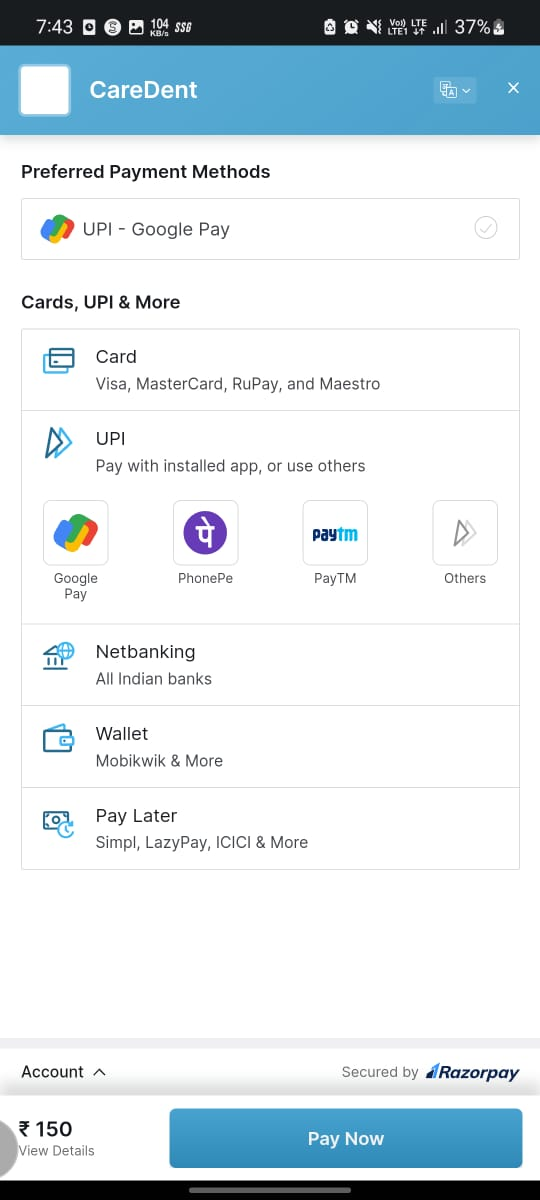 7:43 104 KB/s SSG Vo)) LTE1 LTE 37%
CareDent
Preferred Payment Methods
UPI - Google Pay
Cards, UPI & More
Card
Visa, MasterCard, RuPay, and Maestro
UPI
Pay with installed app, or use others
पे
paytm
Google Pay
PhonePe
PayTM
Others
Netbanking
All Indian banks
Wallet
Mobikwik & More
Pay Later
Simpl, LazyPay, ICICI & More
Account
Secured by Razorpay
₹ 150
View Details
Pay Now